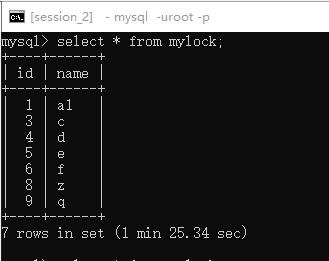 [session_2] - mysql -uroot -p
mysql> select * from mylock;
+----+------+
| id | name |
+----+------+
| 1 | a1 |
| 3 | c |
| 4 | d |
| 5 | e |
| 6 | f |
| 8 | z |
| 9 | q |
+----+------+
7 rows in set (1 min 25.34 sec)